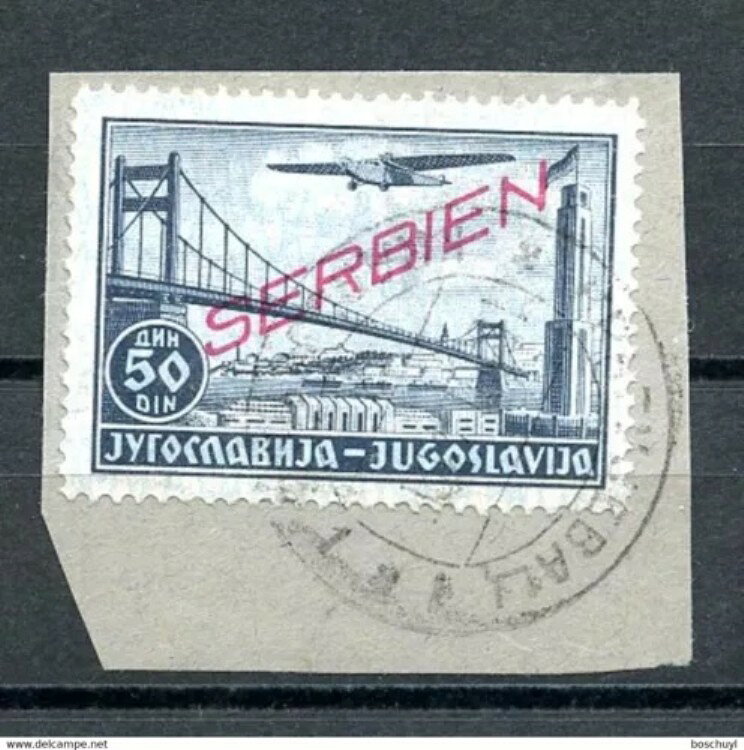 SERBIEN
ДИН
50
DIN
ЈУГОСЛАВИЈА-JUGOSLAVIJA
www.delcampe.net
boschuyl